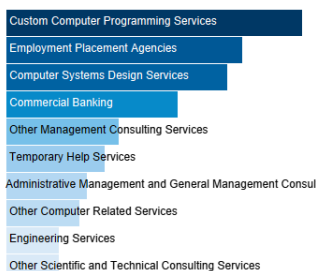 Custom Computer Programming Services
Employment Placement Agencies
Computer Systems Design Services
Commercial Banking
Other Management Consulting Services
Temporary Help Services
Administrative Management and General Management Consul
Other Computer Related Services
Engineering Services
Other Scientific and Technical Consulting Services